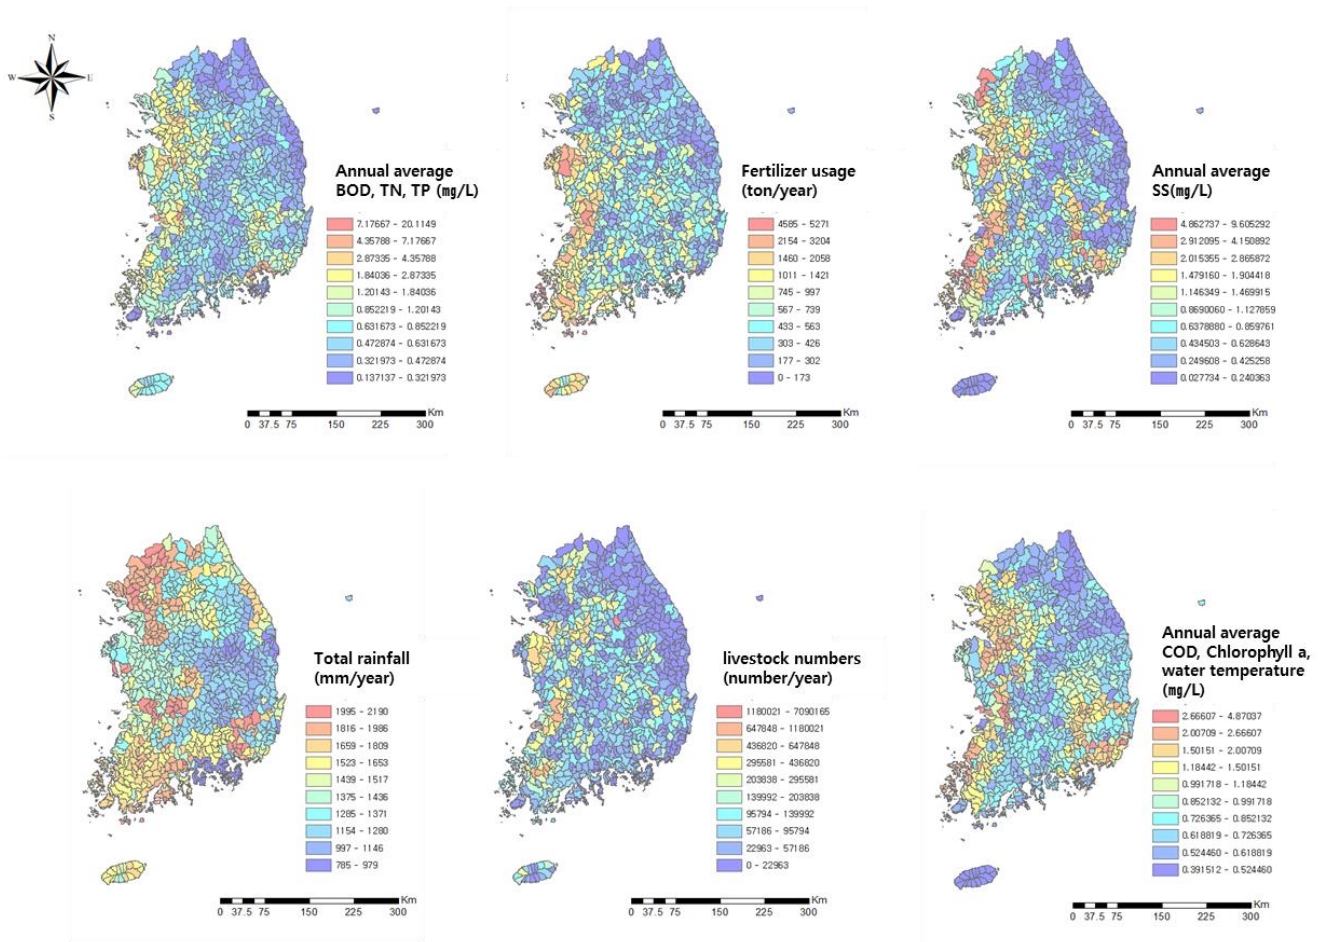 N
W
E
S
Annual average
BOD, TN, TP (㎎/L)
7.17667 - 20.1149
4.35788 - 7.17667
2.87335 - 4.35788
1.84036 - 2.87335
1.20143 - 1.84036
0.852219 - 1.20143
0.631673 - 0.852219
0.472874 - 0.631673
0.321973 - 0.472874
0.137137 - 0.321973
Km
0 37.5 75 150 225 300
Fertilizer usage
(ton/year)
4585 - 5271
2154 - 3204
1460 - 2058
1011 - 1421
745 - 997
567 - 739
433 - 563
303 - 426
177 - 302
0 - 173
Km
0 37.5 75 150 225 300
Annual average
SS(㎎/L)
4.862737 - 9.605292
2.912095 - 4.150892
2.015355 - 2.865872
1.479160 - 1.904418
1.146349 - 1.469915
0.8690060 - 1.127859
0.6378880 - 0.859761
0.434503 - 0.628643
0.249608 - 0.425258
0.027734 - 0.240363
Km
0 37.5 75 150 225 300
Total rainfall
(mm/year)
1995 - 2190
1816 - 1986
1659 - 1809
1523 - 1653
1439 - 1517
1375 - 1436
1285 - 1371
1154 - 1280
997 - 1146
785 - 979
Km
0 37.5 75 150 225 300
livestock numbers
(number/year)
1180021 - 7090165
647848 - 1180021
436820 - 647848
295581 - 436820
203838 - 295581
139992 - 203838
95794 - 139992
57186 - 95794
22963 - 57186
0 - 22963
Km
0 37.5 75 150 225 300
Annual average
COD, Chlorophyll a,
water temperature
(㎎/L)
2.66607 - 4.87037
2.00709 - 2.66607
1.50151 - 2.00709
1.18442 - 1.50151
0.991718 - 1.18442
0.852132 - 0.991718
0.726365 - 0.852132
0.618819 - 0.726365
0.524460 - 0.618819
0.391512 - 0.524460
Km
0 37.5 75 150 225 300